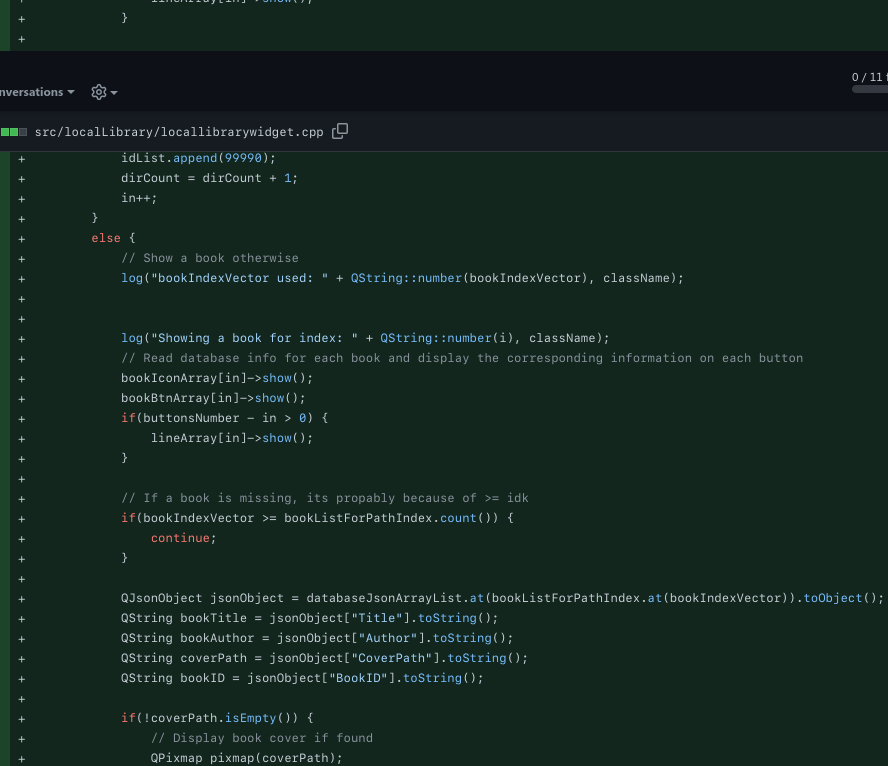 + lineArray[in]->show();
+ }
+
nversations
0 / 11 f
src/localLibrary/locallibrarywidget.cpp
+ idList.append(99990);
+ dirCount = dirCount + 1;
+ in++;
+ }
+ else {
+ // Show a book otherwise
+ log("bookIndexVector used: " + QString::number(bookIndexVector), className);
+
+
+ log("Showing a book for index: " + QString::number(i), className);
+ // Read database info for each book and display the corresponding information on each button
+ bookIconArray[in]->show();
+ bookBtnArray[in]->show();
+ if(buttonsNumber - in > 0) {
+ lineArray[in]->show();
+ }
+
+ // If a book is missing, its propably because of >= idk
+ if(bookIndexVector >= bookListForPathIndex.count()) {
+ continue;
+ }
+
+ QJsonObject jsonObject = databaseJsonArrayList.at(bookListForPathIndex.at(bookIndexVector)).toObject();
+ QString bookTitle = jsonObject["Title"].toString();
+ QString bookAuthor = jsonObject["Author"].toString();
+ QString coverPath = jsonObject["CoverPath"].toString();
+ QString bookID = jsonObject["BookID"].toString();
+
+ if(!coverPath.isEmpty()) {
+ // Display book cover if found
+ QPixmap pixmap(coverPath);